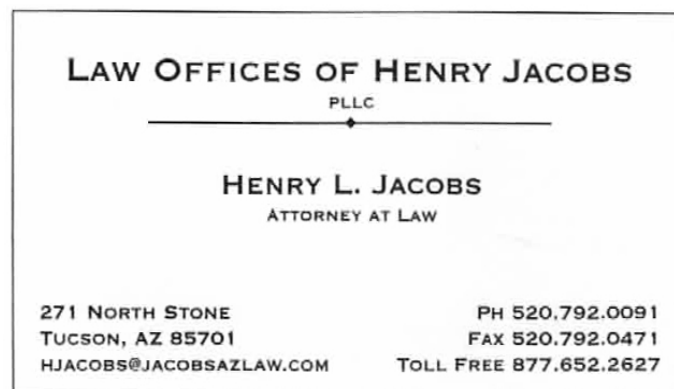 LAW OFFICES OF HENRY JACOBS
PLLC
HENRY L. JACOBS
ATTORNEY AT LAW
271 NORTH STONE
TUCSON, AZ 85701
HJACOBS@JACOBSAZLAW.COM
PH 520.792.0091
FAX 520.792.0471
TOLL FREE 877.652.2627